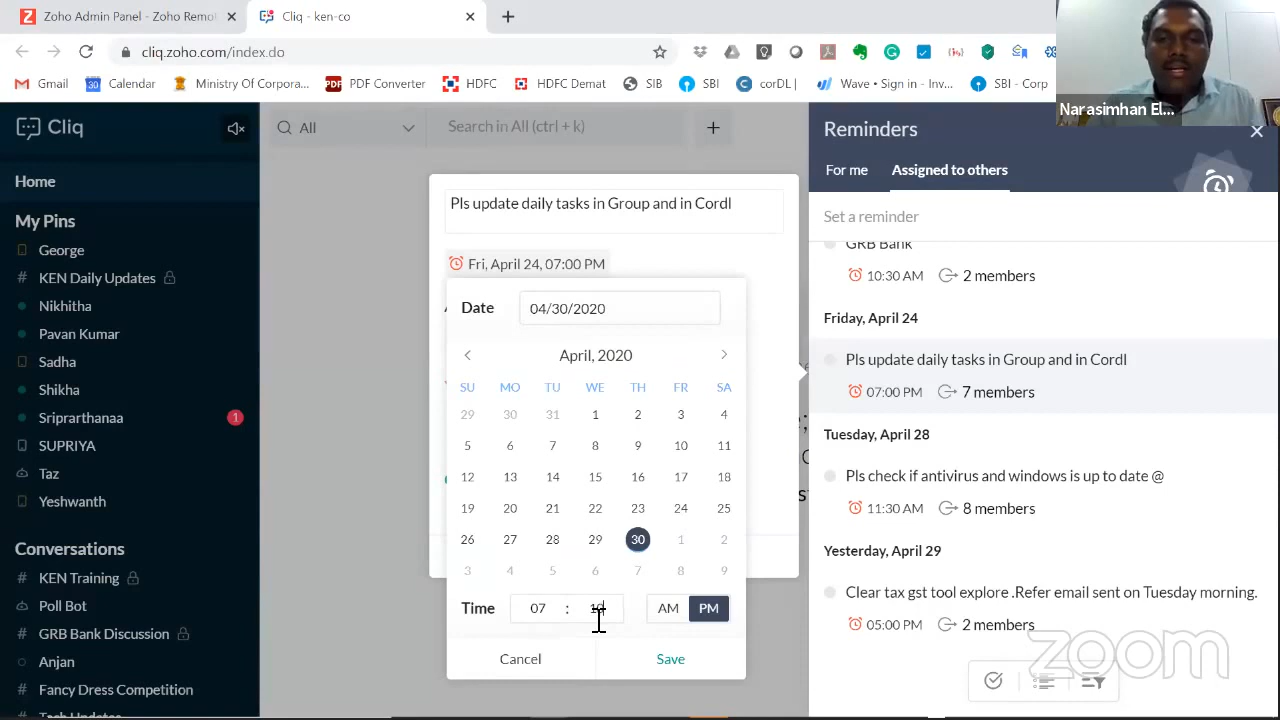 Zoho Admin Panel - Zoho Remot
Cliq - ken-co
cliq.zoho.com/index.do
Gmail
Calendar
Ministry Of Corpora...
PDF Converter
HDFC
HDFC Demat
SIB
SBI
corDL |
Wave • Sign in - Inv...
SBI - Corp
Narasimhan El...
Cliq
All
Search in All (ctrl + k)
Home
My Pins
George
# KEN Daily Updates
Nikhitha
Pavan Kumar
Sadha
Shikha
Sriprarthanaa
1
SUPRIYA
Taz
Yeshwanth
Conversations
# KEN Training
Poll Bot
# GRB Bank Discussion
Anjan
# Fancy Dress Competition
Pls update daily tasks in Group and in Cordl
Fri, April 24, 07:00 PM
Date
04/30/2020
April, 2020
SU MO TU WE TH FR SA
29 30 31 1 2 3 4
5 6 7 8 9 10 11
12 13 14 15 16 17 18
19 20 21 22 23 24 25
26 27 28 29 30 1 2
3 4 5 6 7 8 9
Time
07 :
AM PM
Cancel
Save
Reminders
For me
Assigned to others
Set a reminder
GRB Bank
10:30 AM
2 members
Friday, April 24
Pls update daily tasks in Group and in Cordl
07:00 PM
7 members
Tuesday, April 28
Pls check if antivirus and windows is up to date @
11:30 AM
8 members
Yesterday, April 29
Clear tax gst tool explore .Refer email sent on Tuesday morning.
05:00 PM
2 members
zoom